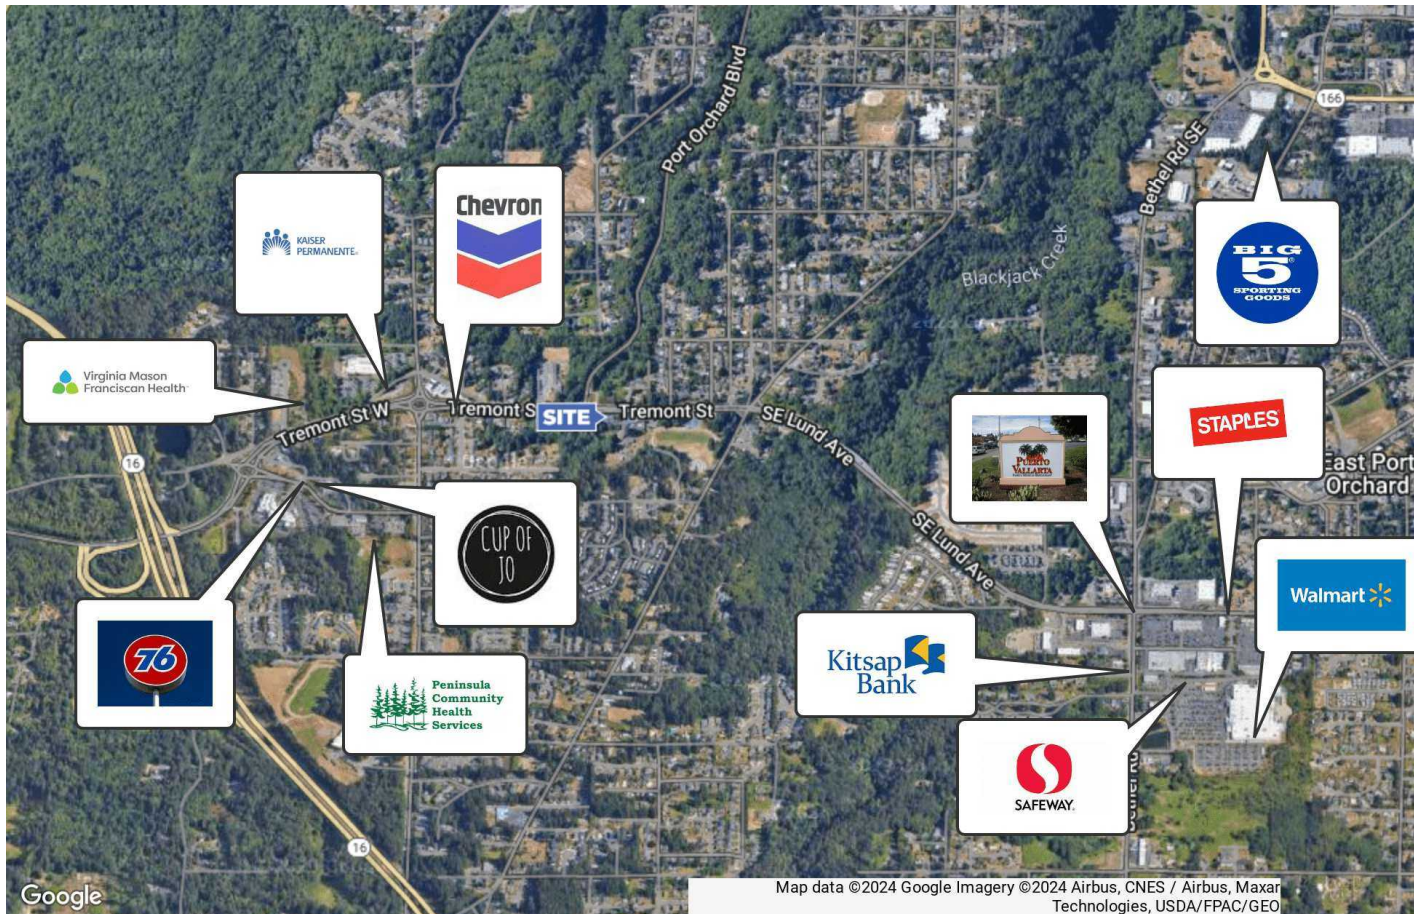 Port Orchard Blvd
166
Bethell Rd SE
Chevron
KAISER
PERMANENTE®
Blackjack Creek
BIG
5®
SPORTING
GOODS
Virginia Mason
Franciscan Health
Tremont St W
Tremont S
SITE
Tremont St
SE Lund Ave
STAPLES
PUERTO
VALLARTA
East Port
Orchard
16
CUP OF
JO
SE Lund Ave
Walmart
76
Kitsap
Bank
Peninsula
Community
Health
Services
SAFEWAY
16
Google
Map data ©2024 Google Imagery ©2024 Airbus, CNES / Airbus, Maxar
Technologies, USDA/FPAC/GEO